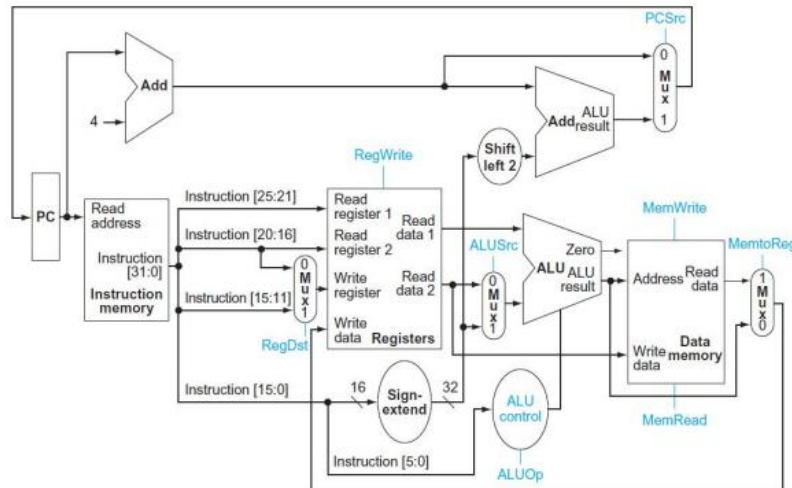 PCSrc
0
M
u
x
1
Add
4
Add
ALU
result
Shift
left 2
RegWrite
PC
Read
address
Instruction
[31:0]
Instruction
memory
Instruction [25:21]
Instruction [20:16]
Instruction [15:11]
0
M
u
x
1
RegDst
Read
register 1
Read
register 2
Write
register
Write
data
Read
data 1
Read
data 2
Registers
ALUSrc
0
M
u
x
1
Zero
ALU
ALU
result
MemWrite
Address
Read
data
Write
data
Data
memory
MemRead
MemtoReg
1
M
u
x
0
Instruction [15:0]
16
Sign-
extend
32
ALU
control
Instruction [5:0]
ALUOp